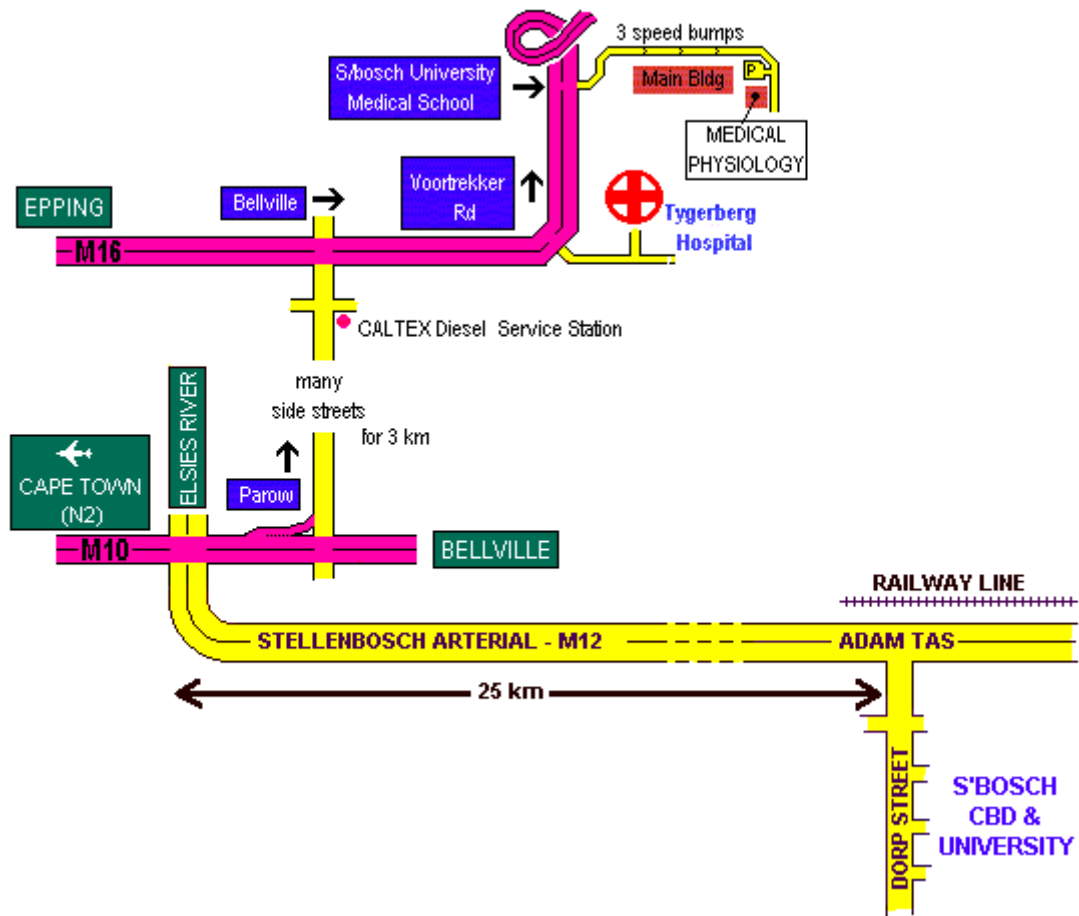 3 speed bumps
S/bosch University
Medical School
Main Bldg
P
MEDICAL
PHYSIOLOGY
Voortrekker
Rd
Bellville
EPPING
Tygerberg
Hospital
M16
CALTEX Diesel Service Station
many
side streets
for 3 km
ELSIES RIVER
CAPE TOWN
(N2)
Parow
M10
BELLVILLE
RAILWAY LINE
STELLENBOSCH ARTERIAL - M12
ADAM TAS
25 km
DORP STREET
S'BOSCH
CBD &
UNIVERSITY